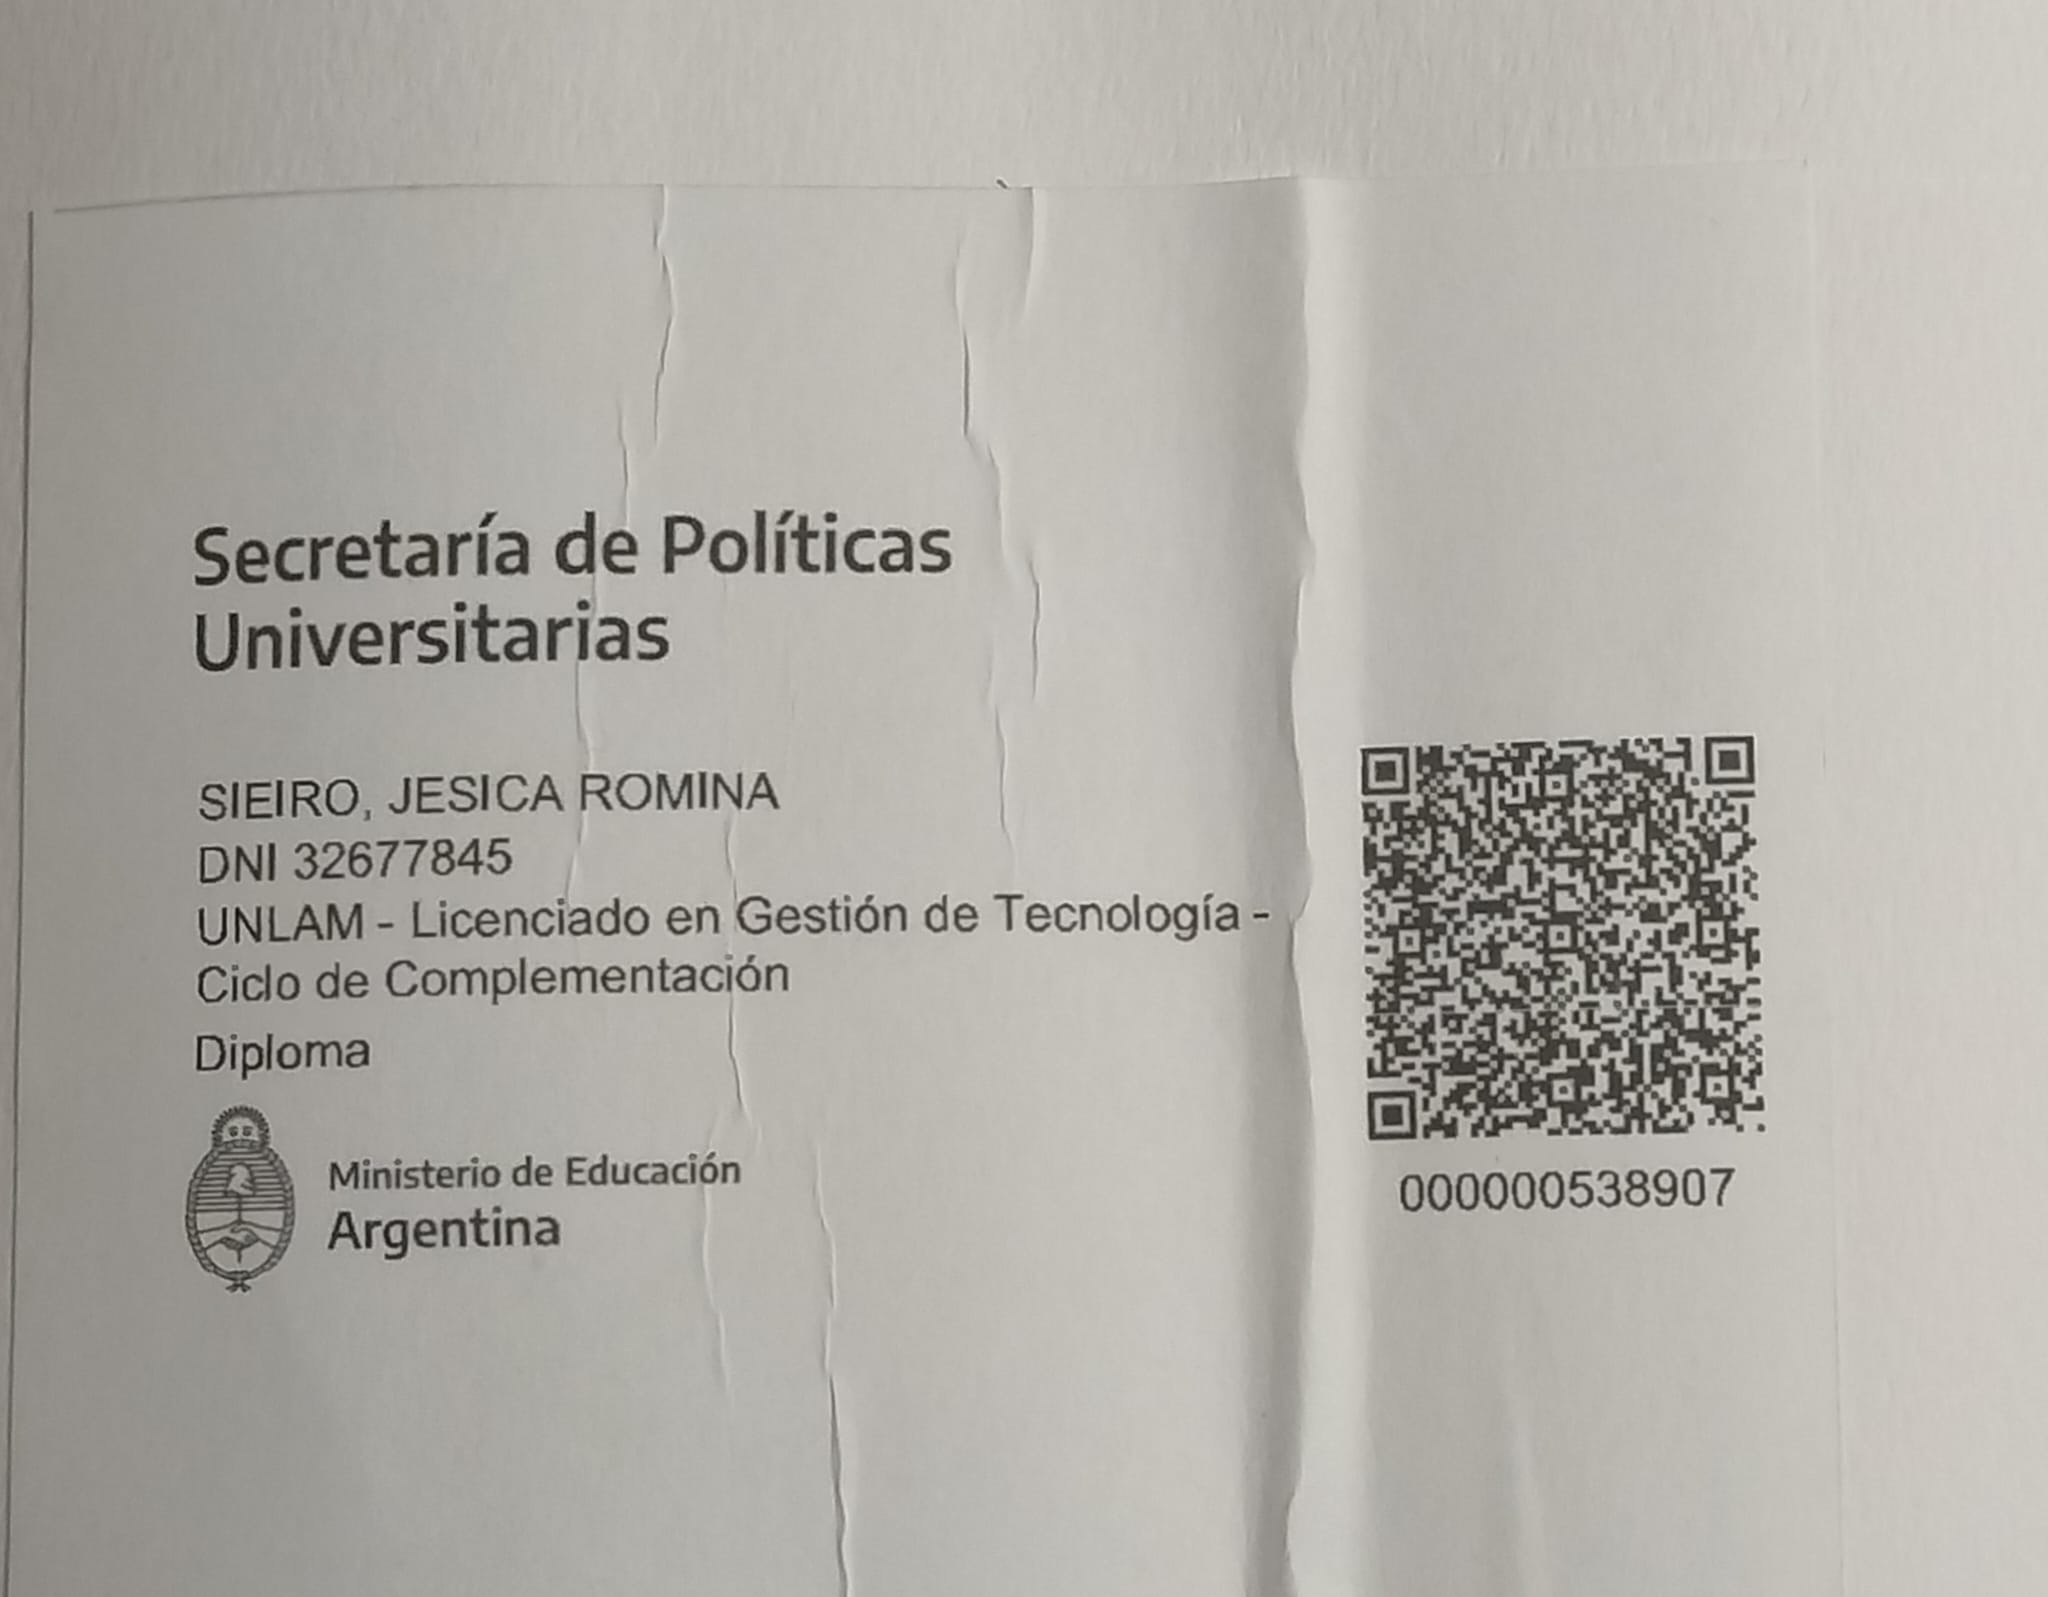 Secretaría de Políticas
Universitarias
SIEIRO, JESICA ROMINA
DNI 32677845
UNLAM - Licenciado en Gestión de Tecnología -
Ciclo de Complementación
Diploma
Ministerio de Educación
Argentina
000000538907